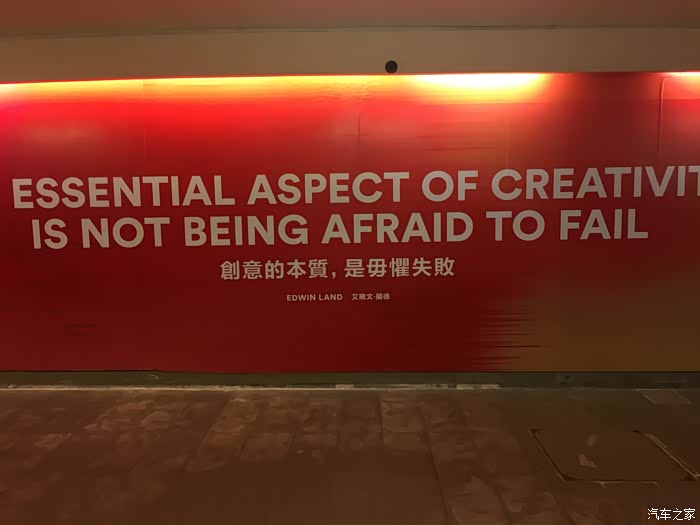 ESSENTIAL ASPECT OF CREATIVIT
IS NOT BEING AFRAID TO FAIL
創意的本質，是毋懼失敗
EDWIN LAND 艾爾文·蘭德
汽车之家